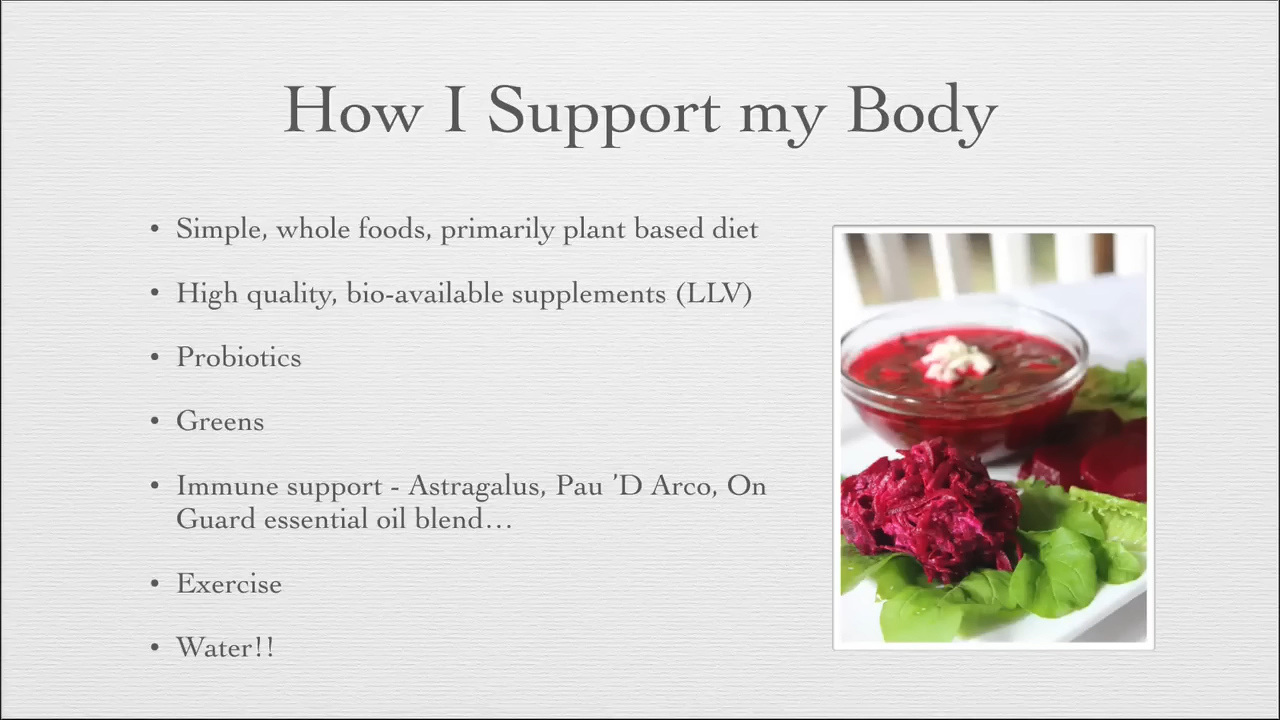 How I Support my Body
• Simple, whole foods, primarily plant based diet
• High quality, bio-available supplements (LLV)
• Probiotics
• Greens
• Immune support - Astragalus, Pau 'D Arco, On
Guard essential oil blend...
• Exercise
• Water!!